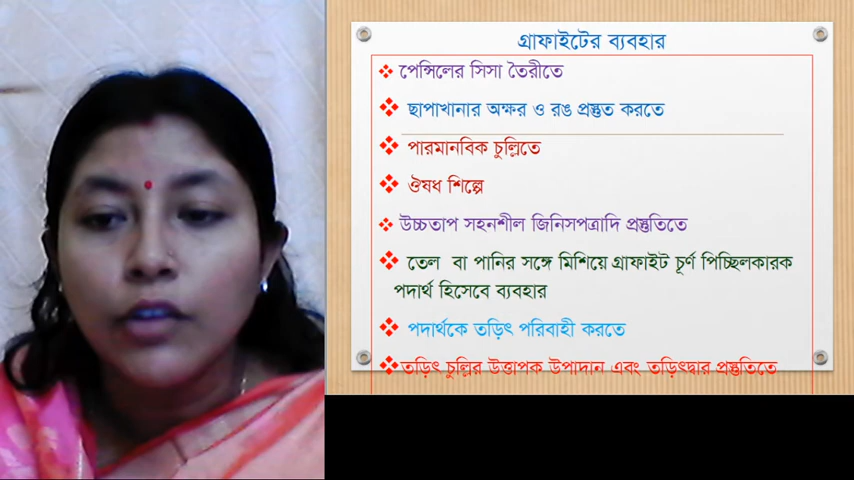 গ্রাফাইটের ব্যবহার
পেন্সিলের সিসা তৈরীতে
ছাপাখানার অক্ষর ও রঙ প্রস্তুত করতে
পারমানবিক চুল্লিতে
ঔষধ শিল্পে
উচ্চতাপ সহনশীল জিনিসপত্রাদি প্রস্তুতিতে
তেল বা পানির সঙ্গে মিশিয়ে গ্রাফাইট চূর্ণ পিচ্ছিলকারক
পদার্থ হিসেবে ব্যবহার
পদার্থকে তড়িৎ পরিবাহী করতে
তড়িৎ চুল্লির উত্তাপক উপাদান এবং তড়িৎদ্বার প্রস্তুতিতে